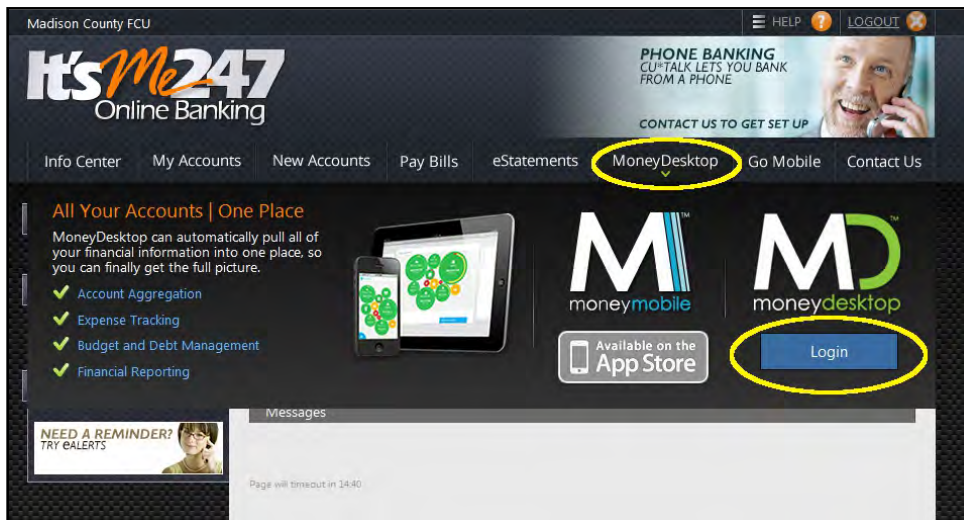 Madison County FCU
HELP ? LOGOUT
It's Me 247
Online Banking
PHONE BANKING
CU*TALK LETS YOU BANK
FROM A PHONE
CONTACT US TO GET SET UP
Info Center My Accounts New Accounts Pay Bills eStatements MoneyDesktop Go Mobile Contact Us
All Your Accounts | One Place
MoneyDesktop can automatically pull all of
your financial information into one place, so
you can finally get the full picture.
Account Aggregation
Expense Tracking
Budget and Debt Management
Financial Reporting
M™
moneymobile
Available on the
App Store
MD™
moneydesktop
Login
Messages
NEED A REMINDER?
TRY eALERTS
Page will timeout in 14:40